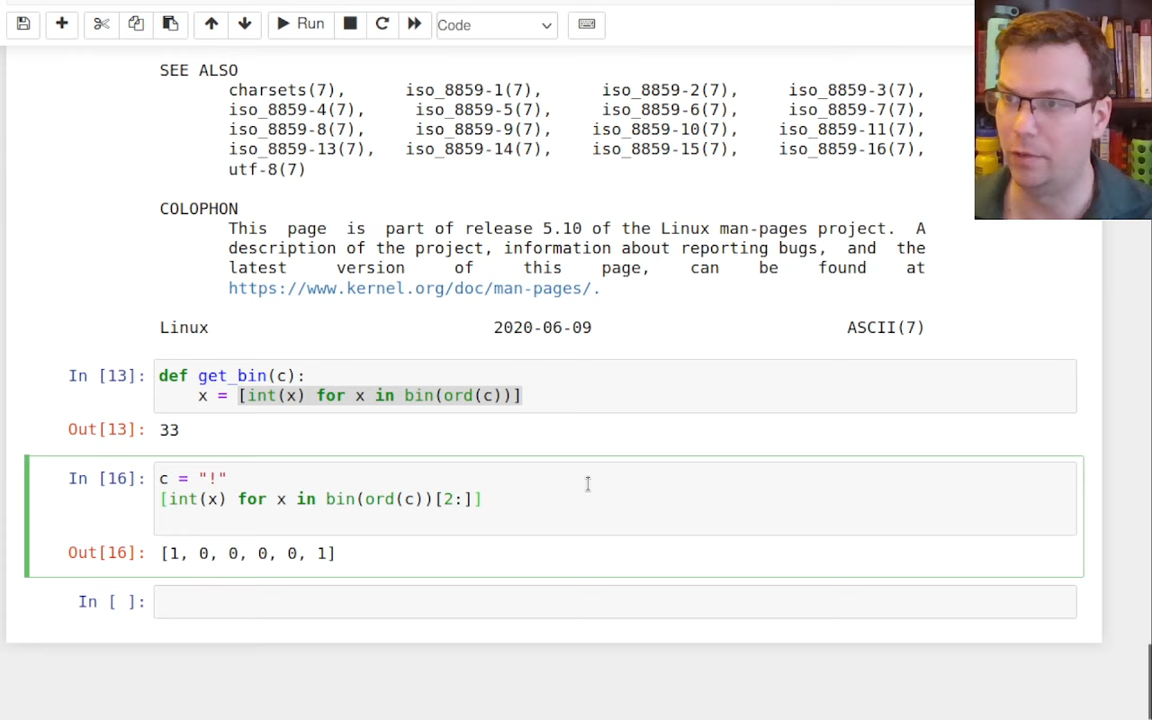 Run
Code
SEE ALSO
charsets(7), iso_8859-1(7), iso_8859-2(7), iso_8859-3(7),
iso_8859-4(7), iso_8859-5(7), iso_8859-6(7), iso_8859-7(7),
iso_8859-8(7), iso_8859-9(7), iso_8859-10(7), iso_8859-11(7),
iso_8859-13(7), iso_8859-14(7), iso_8859-15(7), iso_8859-16(7),
utf-8(7)
COLOPHON
This page is part of release 5.10 of the Linux man-pages project. A
description of the project, information about reporting bugs, and the
latest version of this page, can be found at
https://www.kernel.org/doc/man-pages/.
Linux 2020-06-09 ASCII(7)
In [13]: def get_bin(c):
x = [int(x) for x in bin(ord(c))]
Out[13]: 33
In [16]: c = "!"
[int(x) for x in bin(ord(c))[2:]]
Out[16]: [1, 0, 0, 0, 0, 1]
In [ ]: